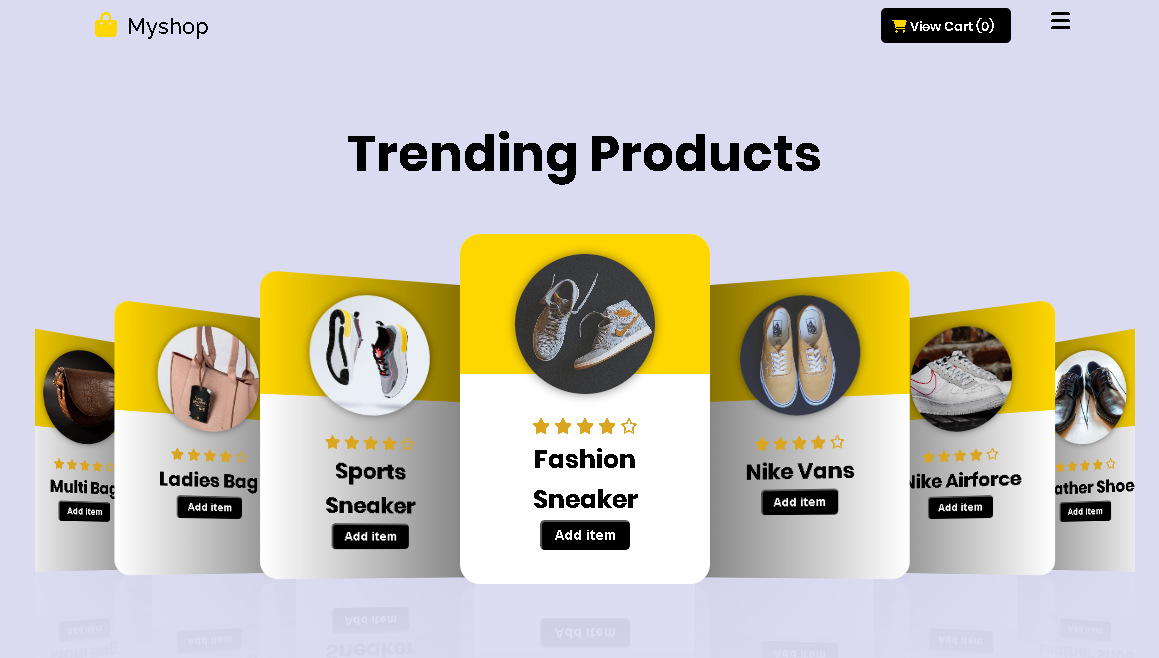 Myshop
View Cart (0)
Trending Products
Multi Bag
Add item
Ladies Bag
Add item
Sports
Sneaker
Add item
Fashion
Sneaker
Add item
Nike Vans
Add item
Nike Airforce
Add item
ather Shoe
Add item